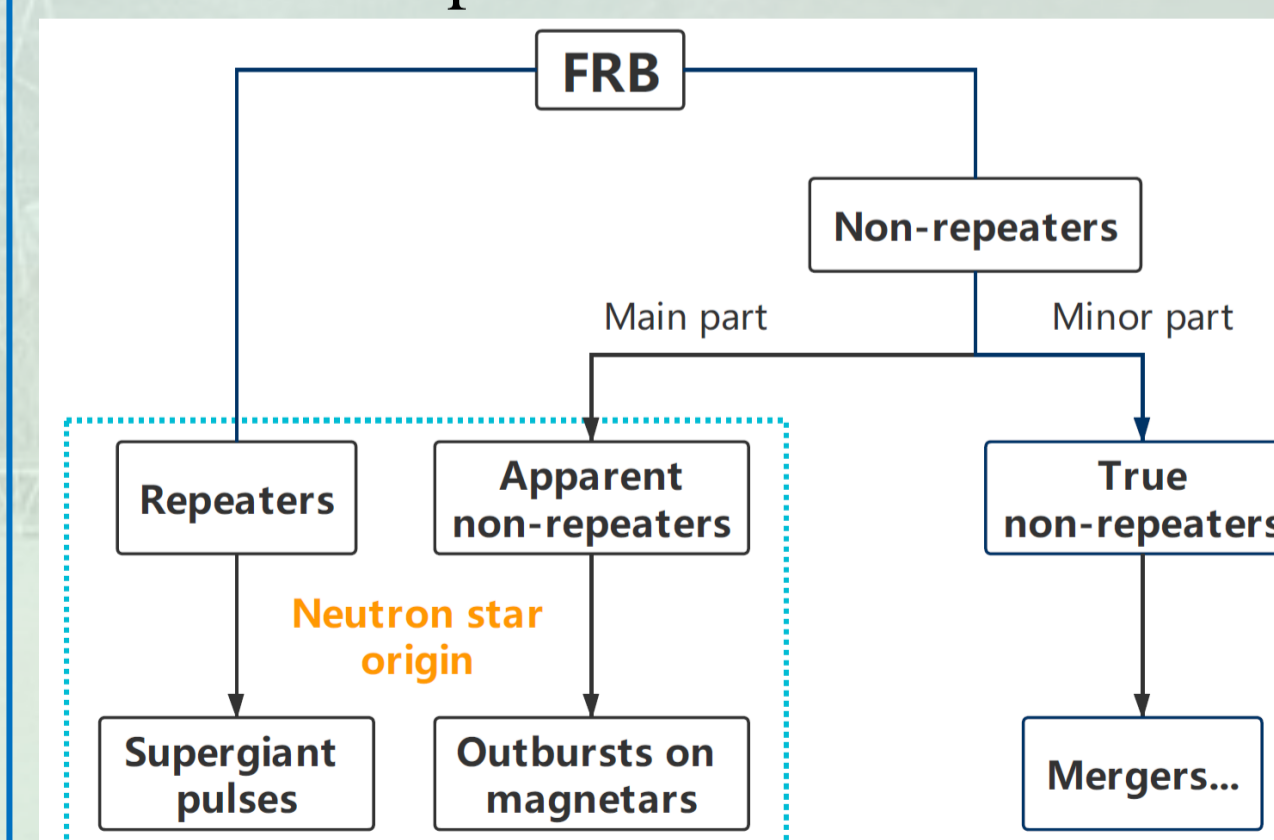 FRB
Non-repeaters
Main part
Minor part
Repeaters
Apparent
non-repeaters
True
non-repeaters
Neutron star
origin
Supergiant
pulses
Outbursts on
magnetars
Mergers...